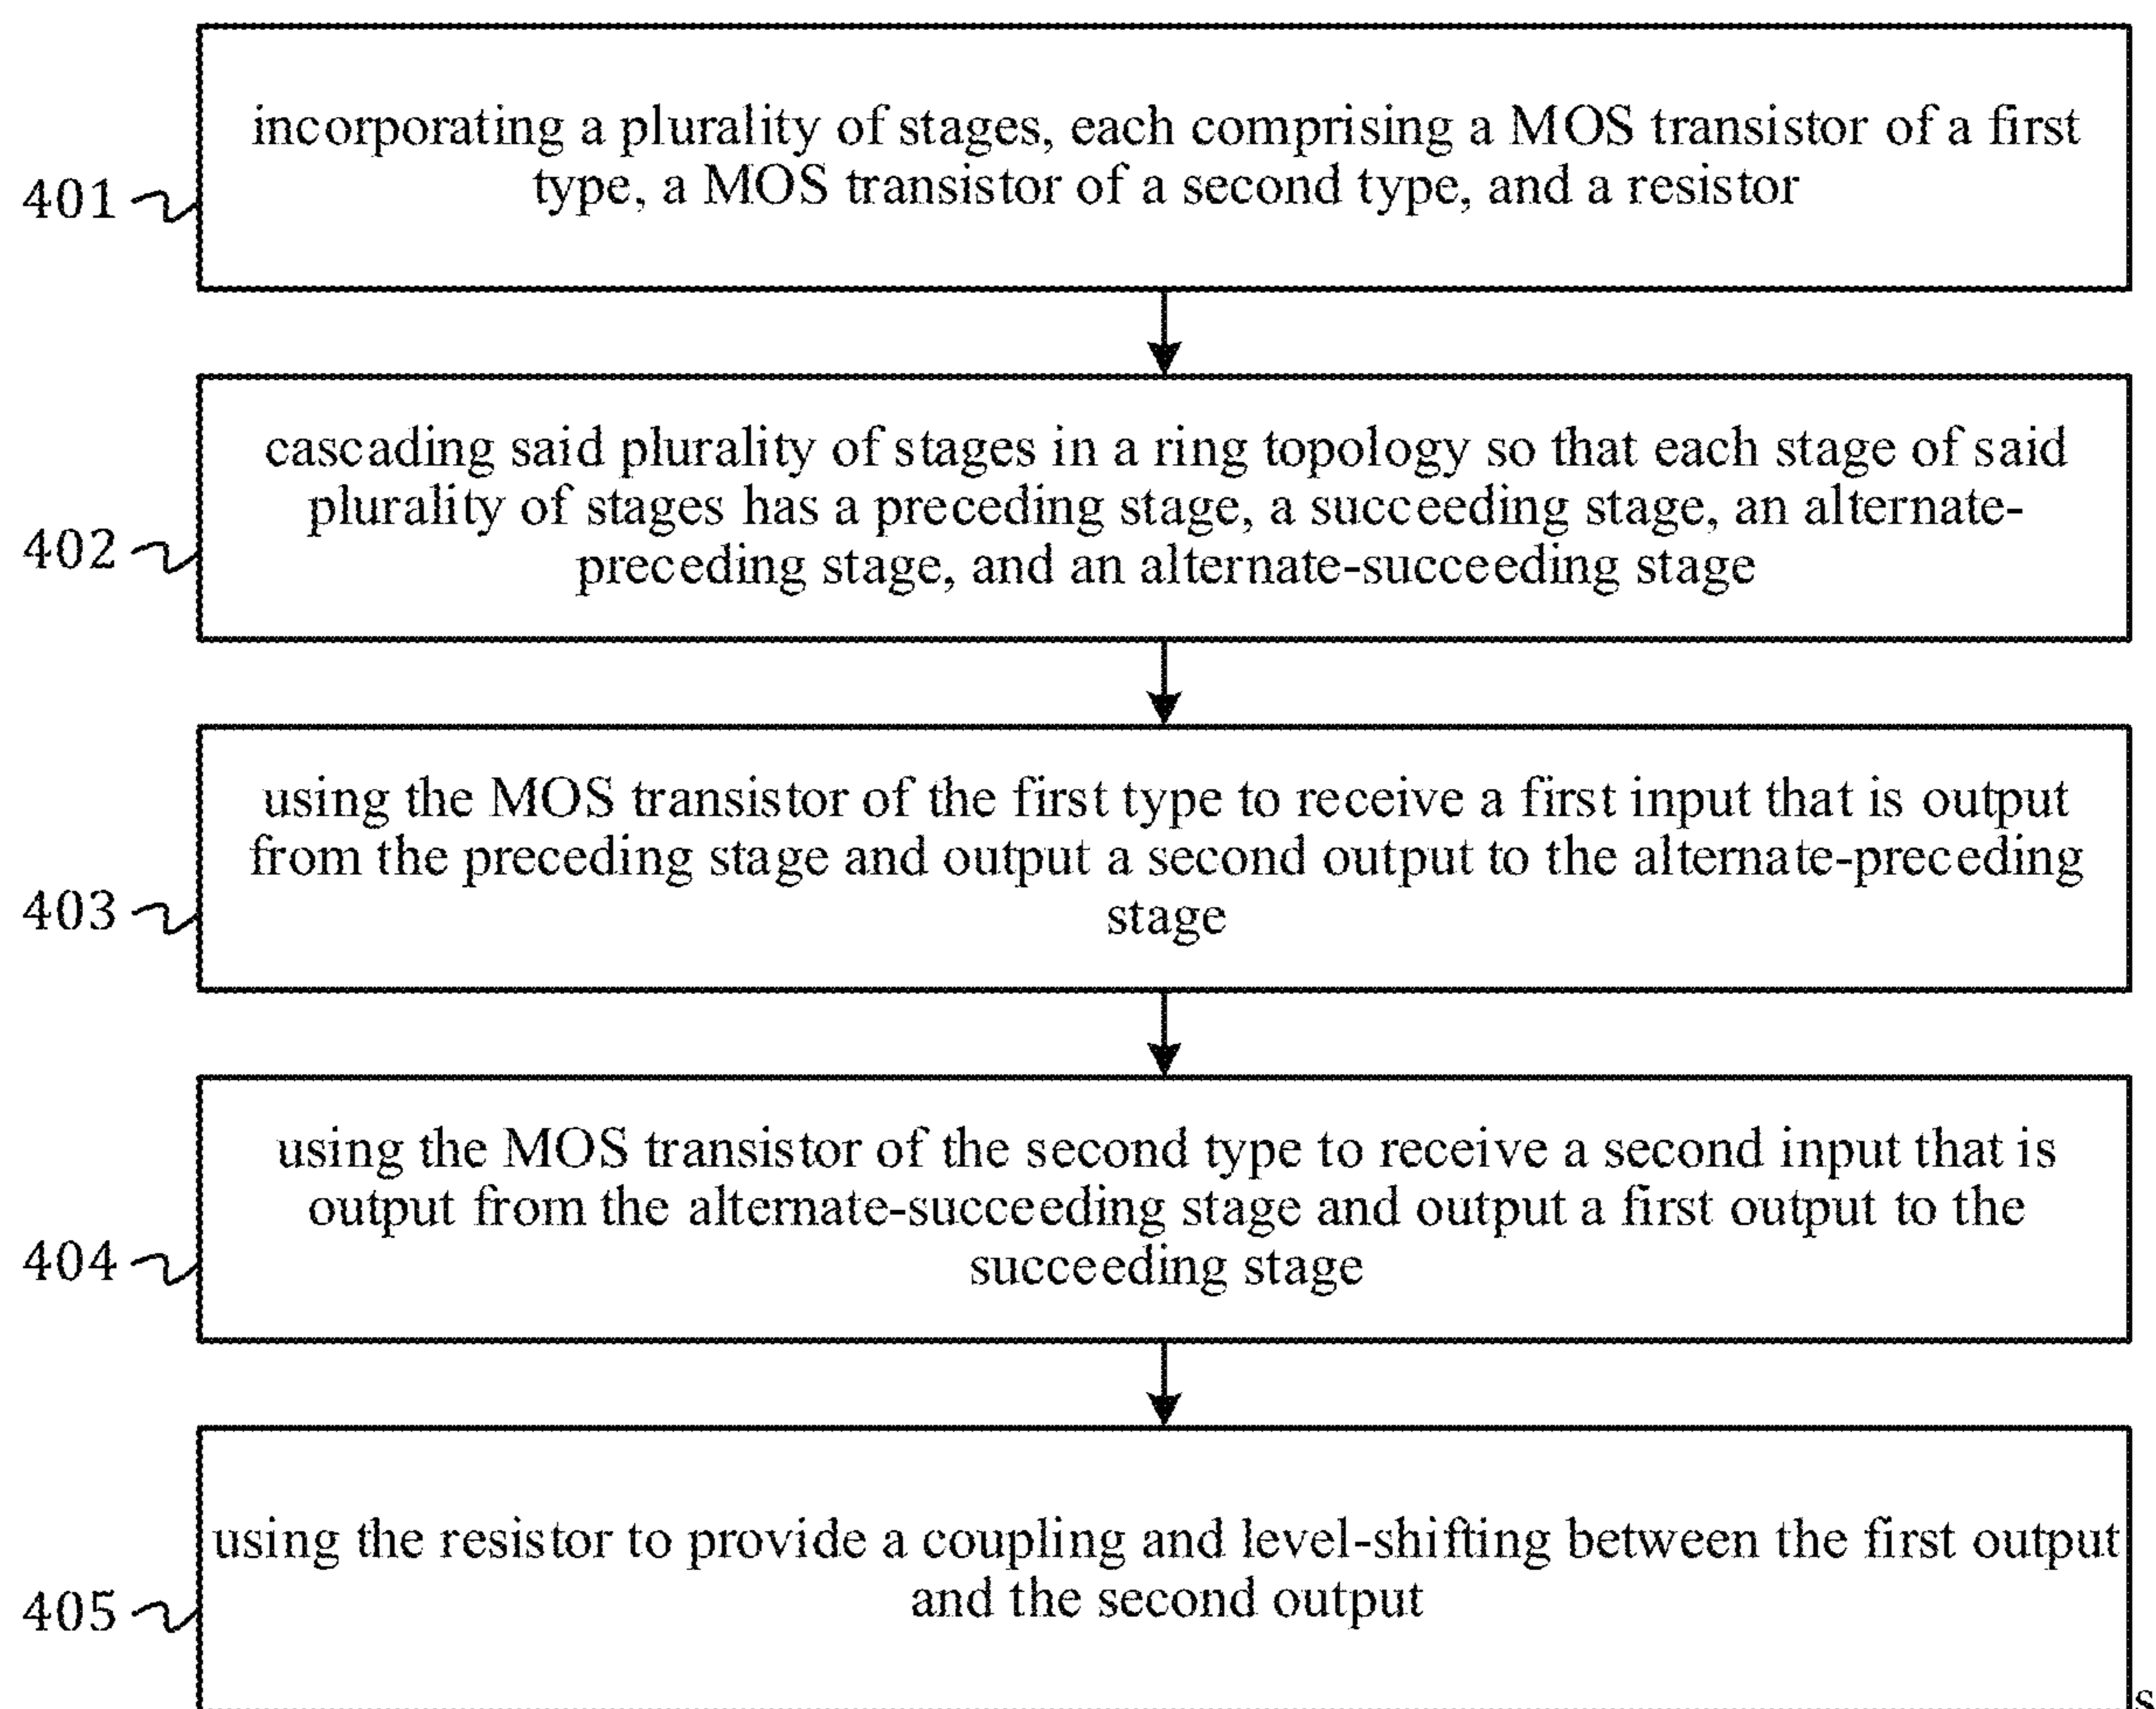 incorporating a plurality of stages, each comprising a MOS transistor of a first
type, a MOS transistor of a second type, and a resistor
401
cascading said plurality of stages in a ring topology so that each stage of said
plurality of stages has a preceding stage, a succeeding stage, an alternate-
preceding stage, and an alternate-succeeding stage
402
using the MOS transistor of the first type to receive a first input that is output
from the preceding stage and output a second output to the alternate-preceding
stage
403
using the MOS transistor of the second type to receive a second input that is
output from the alternate-succeeding stage and output a first output to the
succeeding stage
404
using the resistor to provide a coupling and level-shifting between the first output
and the second output
405
s